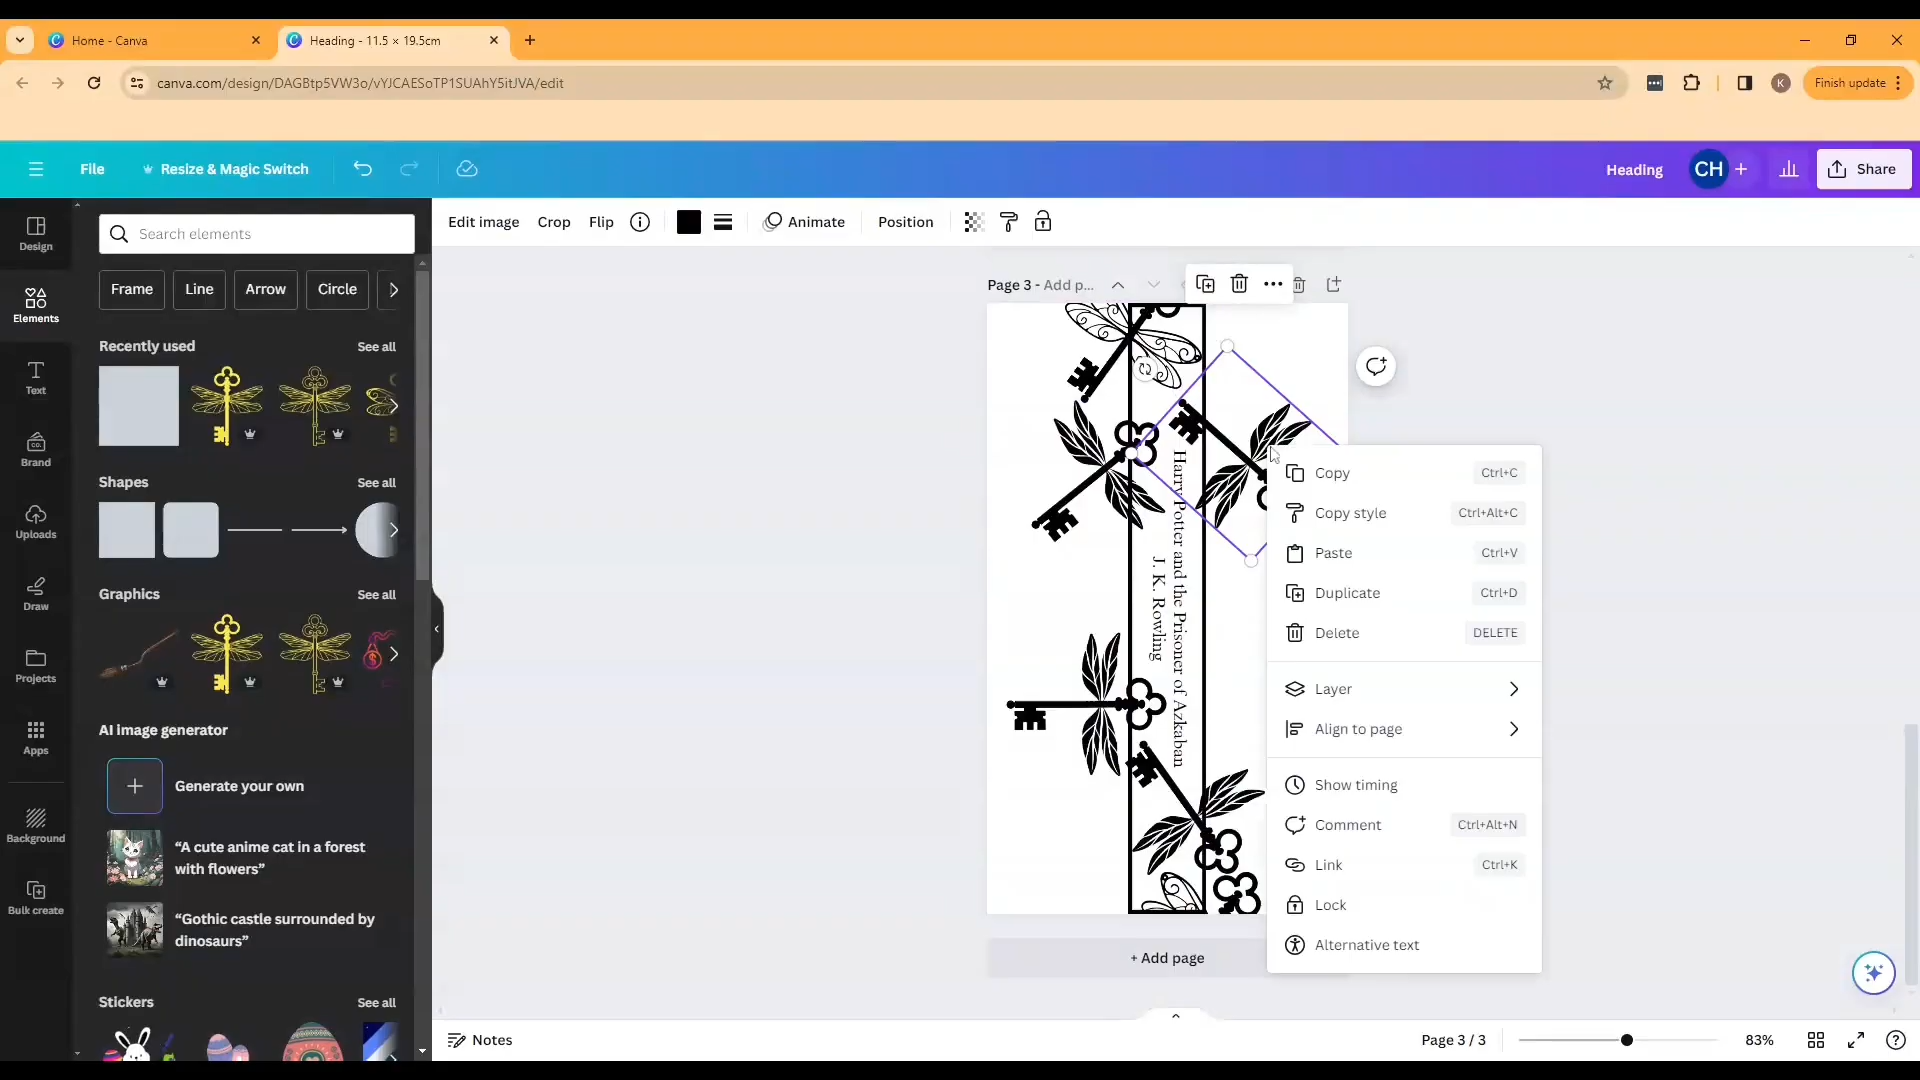 Home - Canva
Heading - 11.5 × 19.5cm
canva.com/design/DAGBtp5VW3o/vYJCAESoTP1SUAhY5itJVA/edit
K
Finish update
File
Resize & Magic Switch
Heading
CH
Share
Design
Elements
Text
Brand
Uploads
Draw
Projects
Apps
Background
Bulk create
Search elements
Frame
Line
Arrow
Circle
Recently used
See all
Shapes
See all
Graphics
See all
AI image generator
Generate your own
“A cute anime cat in a forest
with flowers”
“Gothic castle surrounded by
dinosaurs”
Stickers
See all
Edit image
Crop
Flip
Animate
Position
Page 3 - Add p...
Harry Potter and the Prisoner of Azkaban
J. K. Rowling
Copy Ctrl+C
Copy style Ctrl+Alt+C
Paste Ctrl+V
Duplicate Ctrl+D
Delete DELETE
Layer
Align to page
Show timing
Comment Ctrl+Alt+N
Link Ctrl+K
Lock
Alternative text
+ Add page
Notes
Page 3 / 3
83%